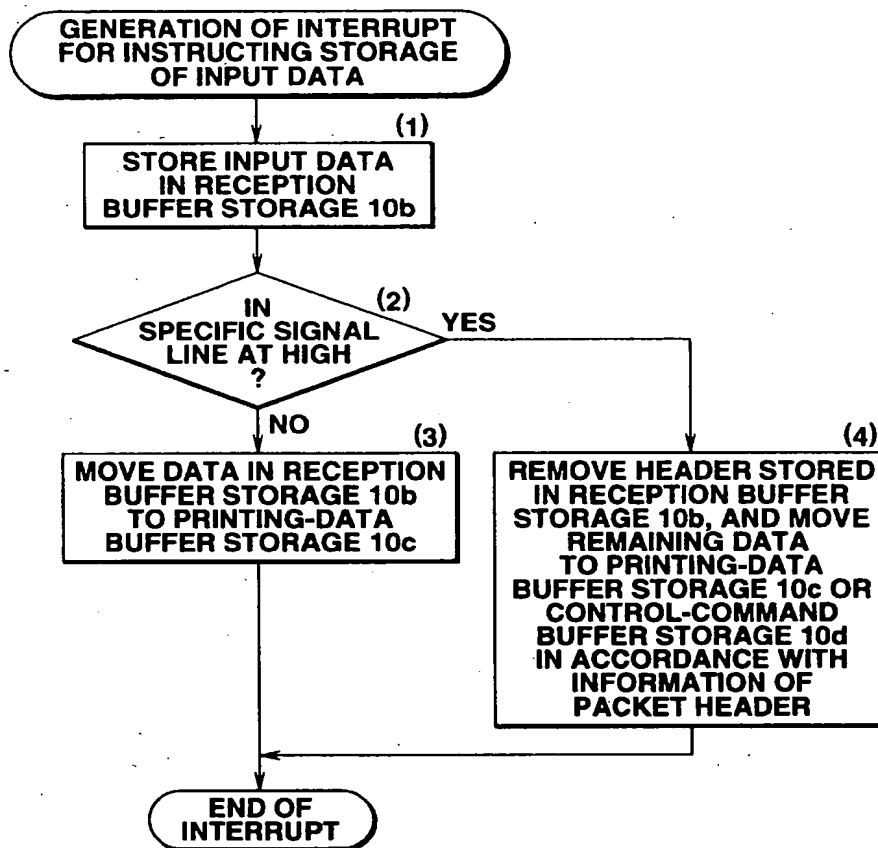 GENERATION OF INTERRUPT
FOR INSTRUCTING STORAGE
OF INPUT DATA
(1)
STORE INPUT DATA
IN RECEPTION
BUFFER STORAGE 10b
(2)
IN
SPECIFIC SIGNAL
LINE AT HIGH
?
YES
NO
(3)
MOVE DATA IN RECEPTION
BUFFER STORAGE 10b
TO PRINTING-DATA
BUFFER STORAGE 10c
(4)
REMOVE HEADER STORED
IN RECEPTION BUFFER
STORAGE 10b, AND MOVE
REMAINING DATA
TO PRINTING-DATA
BUFFER STORAGE 10c OR
CONTROL-COMMAND
BUFFER STORAGE 10d
IN ACCORDANCE WITH
INFORMATION OF
PACKET HEADER
END OF
INTERRUPT